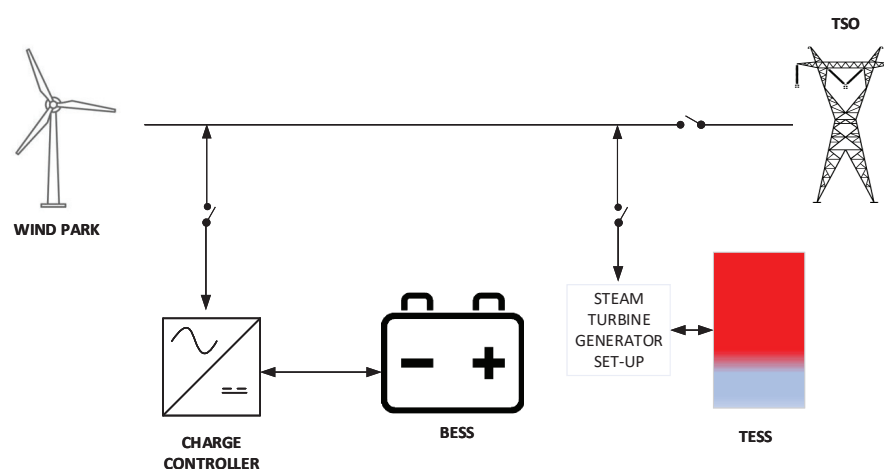 TSO
WIND PARK
STEAM
TURBINE
GENERATOR
SET-UP
CHARGE
CONTROLLER
BESS
TESS